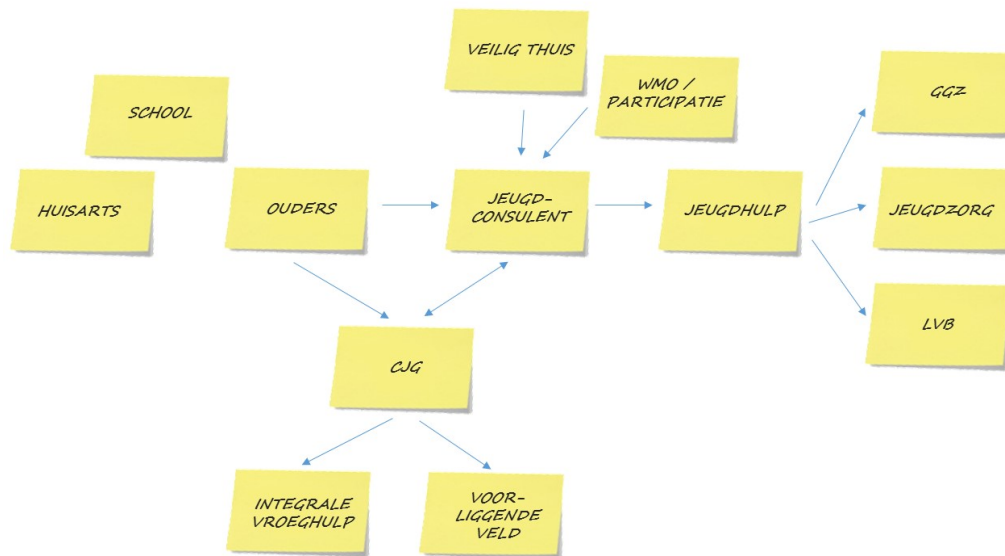 VEILIG THUIS
WMO /
PARTICIPATIE
GGZ
SCHOOL
HUISARTS
OUDERS
JEUGD-
CONSULENT
JEUGDHULP
JEUGDZORG
LVB
CJG
INTEGRALE
VROEGHULP
VOOR-
LIGGENDE
VELD